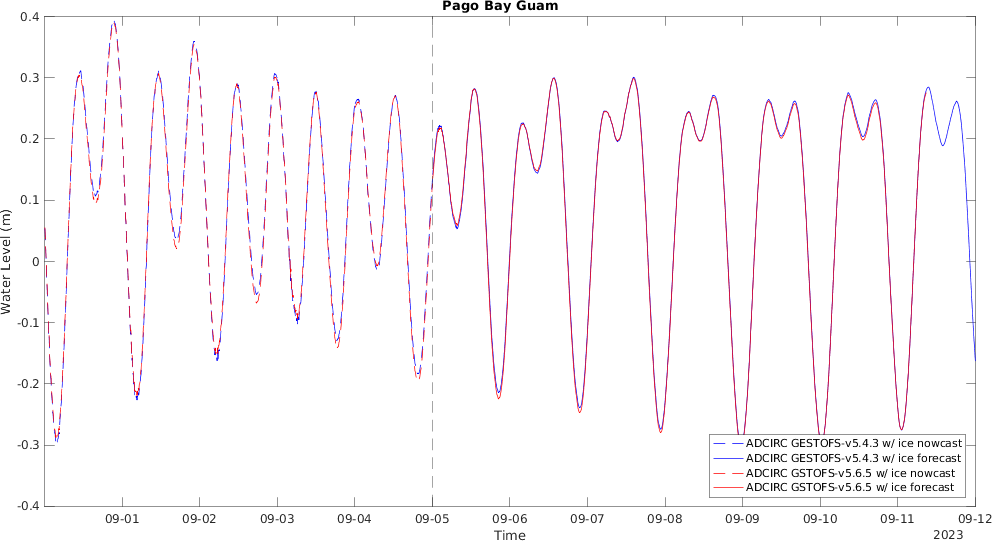 Pago Bay Guam
0.4
0.3
0.2
0.1
0
-0.1
-0.2
-0.3
-0.4
Water Level (m)
09-01 09-02 09-03 09-04 09-05 09-06 09-07 09-08 09-09 09-10 09-11 09-12
Time
2023
ADCIRC GESTOFS-v5.4.3 w/ ice nowcast
ADCIRC GESTOFS-v5.4.3 w/ ice forecast
ADCIRC GSTOFS-v5.6.5 w/ ice nowcast
ADCIRC GSTOFS-v5.6.5 w/ ice forecast